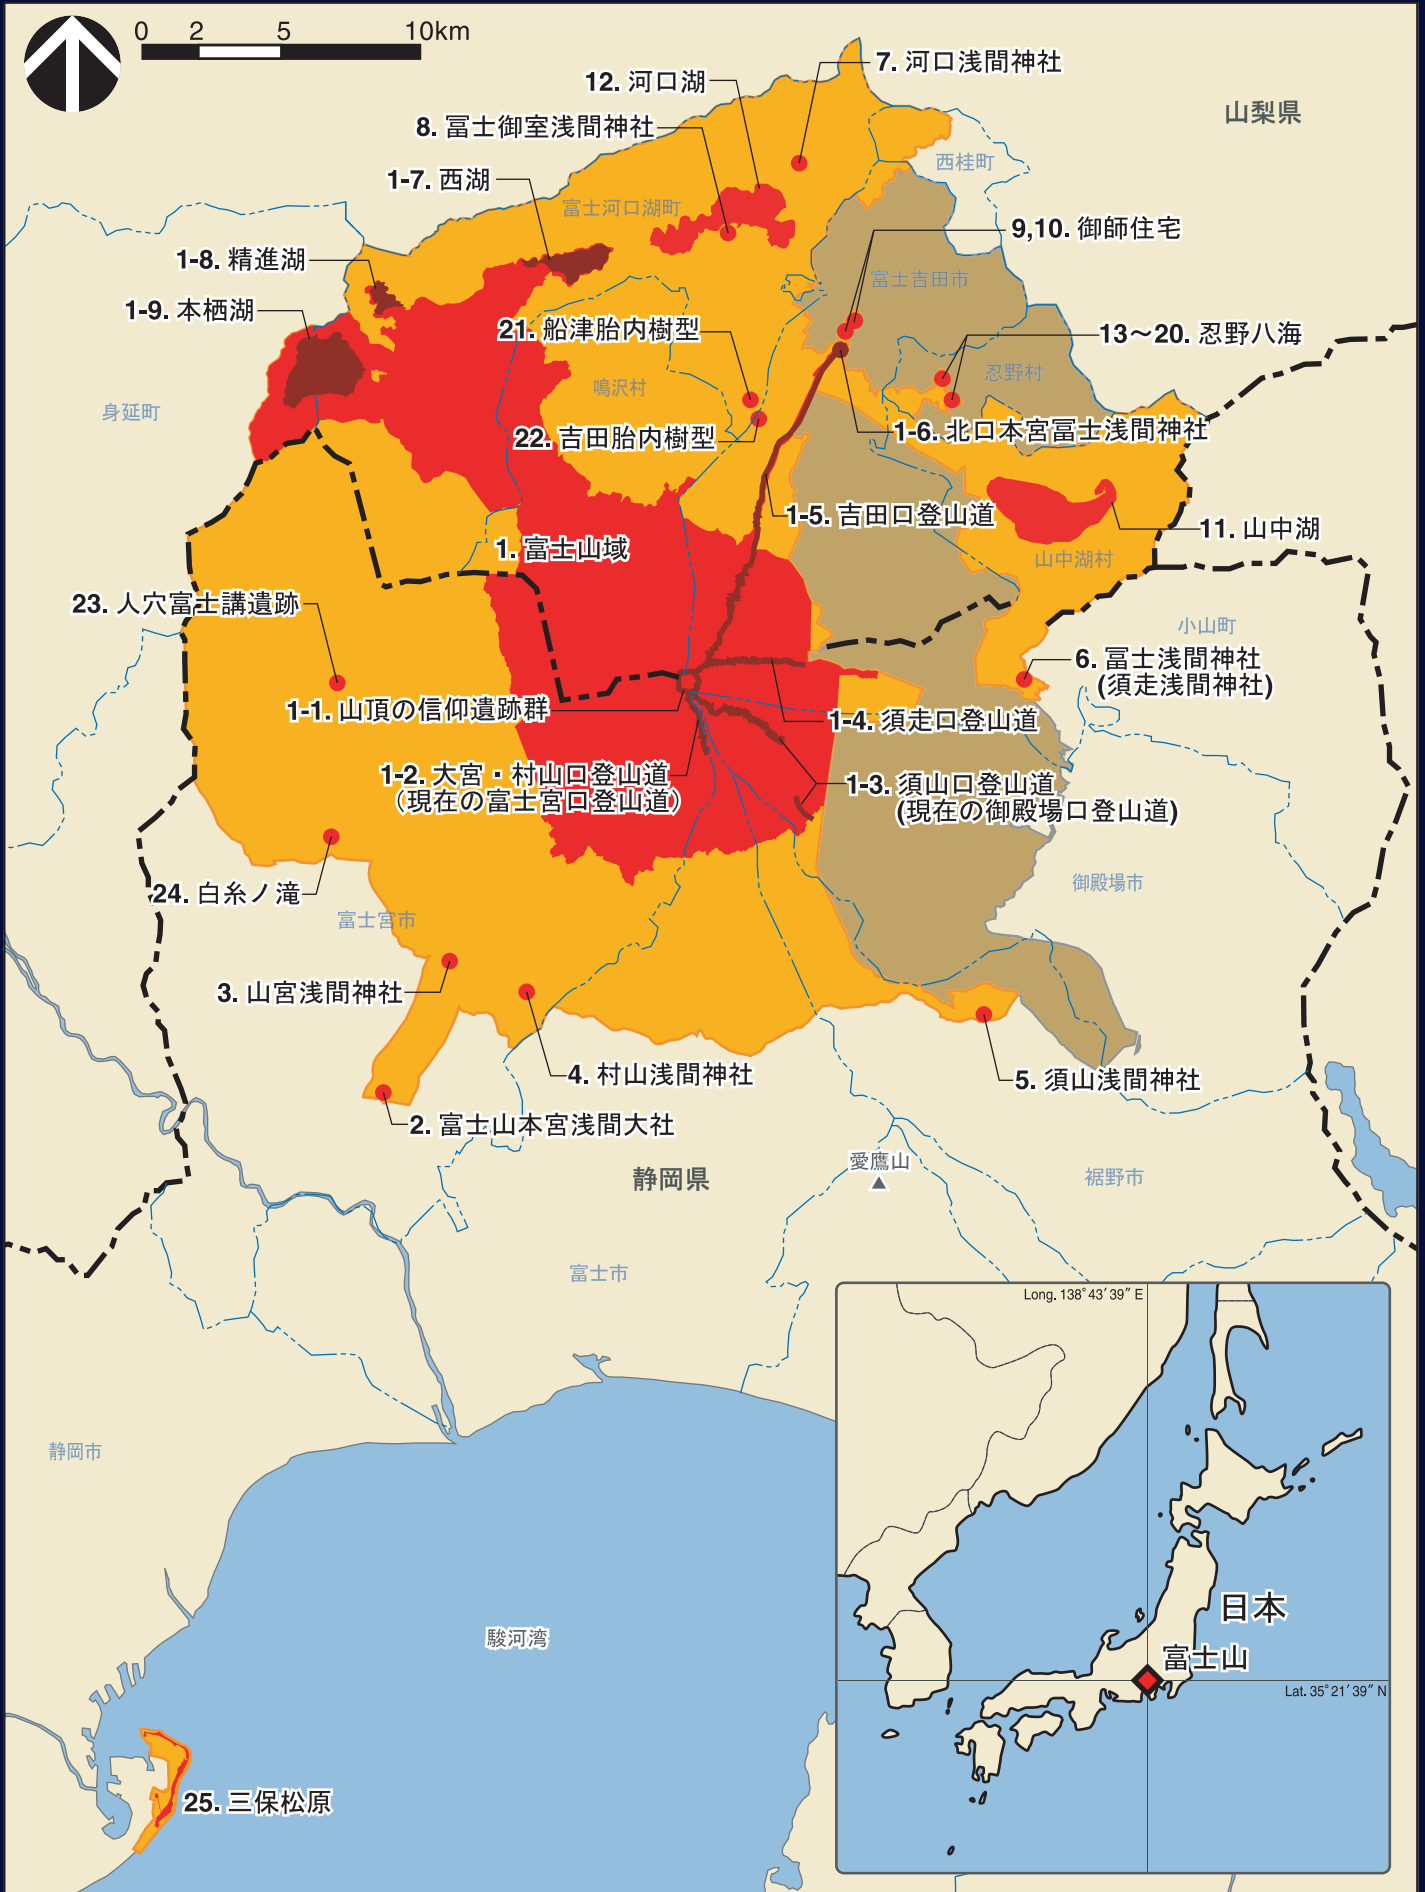 0 2 5 10km
7. 河口浅間神社
12. 河口湖
山梨県
8. 冨士御室浅間神社
西桂町
1-7. 西湖
富士河口湖町
9,10. 御師住宅
1-8. 精進湖
富士吉田市
1-9. 本栖湖
21. 船津胎内樹型
13〜20. 忍野八海
忍野村
鳴沢村
身延町
1-6. 北口本宮冨士浅間神社
22. 吉田胎内樹型
1-5. 吉田口登山道
11. 山中湖
1. 富士山域
山中湖村
23. 人穴富士講遺跡
小山町
6. 冨士浅間神社
(須走浅間神社)
1-1. 山頂の信仰遺跡群
1-4. 須走口登山道
1-2. 大宮・村山口登山道
（現在の富士宮口登山道）
1-3. 須山口登山道
(現在の御殿場口登山道)
24. 白糸ノ滝
御殿場市
富士宮市
3. 山宮浅間神社
4. 村山浅間神社
5. 須山浅間神社
2. 富士山本宮浅間大社
静岡県
愛鷹山
裾野市
富士市
Long. 138°43′39″ E
静岡市
日本
駿河湾
富士山
Lat. 35°21′39″ N
25. 三保松原